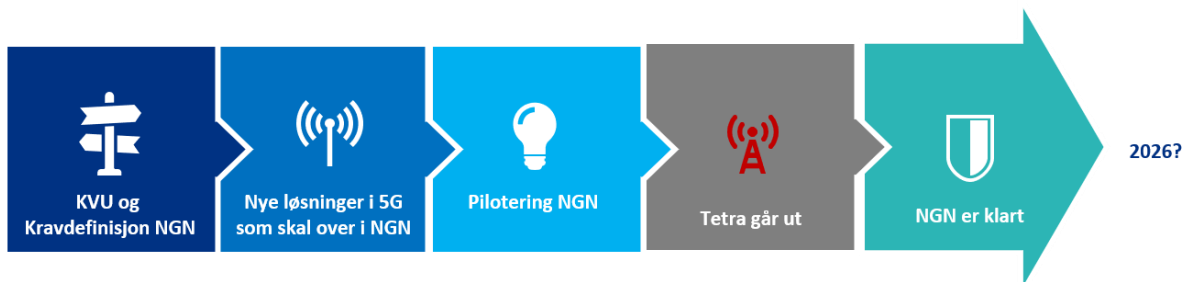 KVU og
Kravdefinisjon NGN
Nye løsninger i 5G
som skal over i NGN
Pilotering NGN
Tetra går ut
NGN er klart
2026?